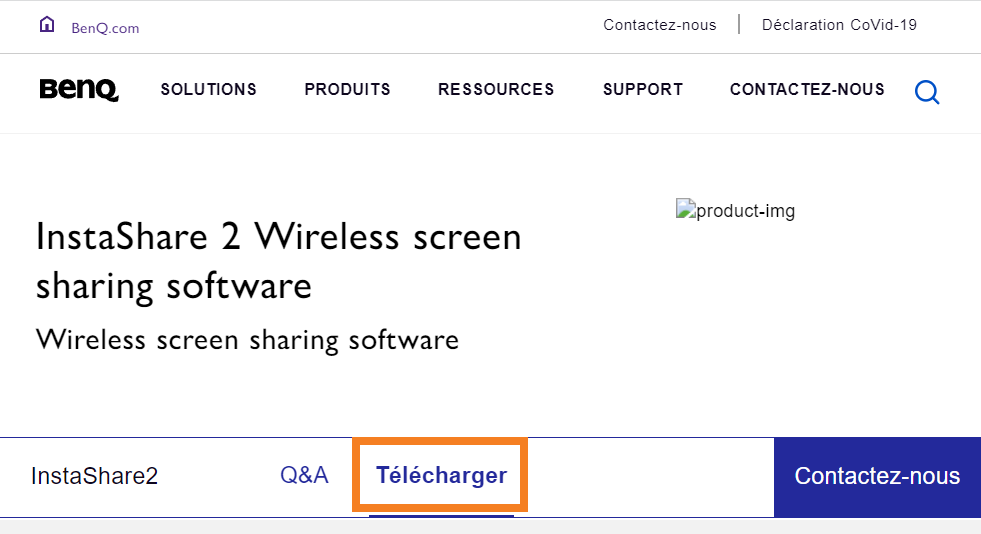 BenQ.com
Contactez-nous | Déclaration CoVid-19
BenQ SOLUTIONS PRODUITS RESSOURCES SUPPORT CONTACTEZ-NOUS
product-img
InstaShare 2 Wireless screen
sharing software
Wireless screen sharing software
InstaShare2 Q&A Télécharger Contactez-nous